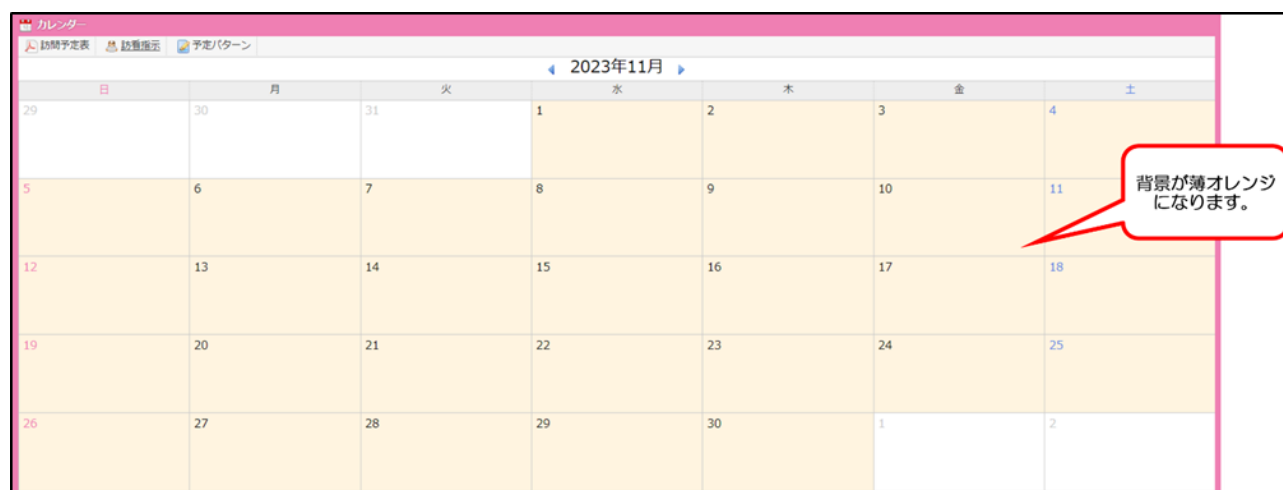 カレンダー
訪問予定表 訪看指示 予定パターン
2023年11月
日 月 火 水 木 金 土
29 30 31 1 2 3 4
5 6 7 8 9 10 11
背景が薄オレンジ
になります。
12 13 14 15 16 17 18
19 20 21 22 23 24 25
26 27 28 29 30 1 2